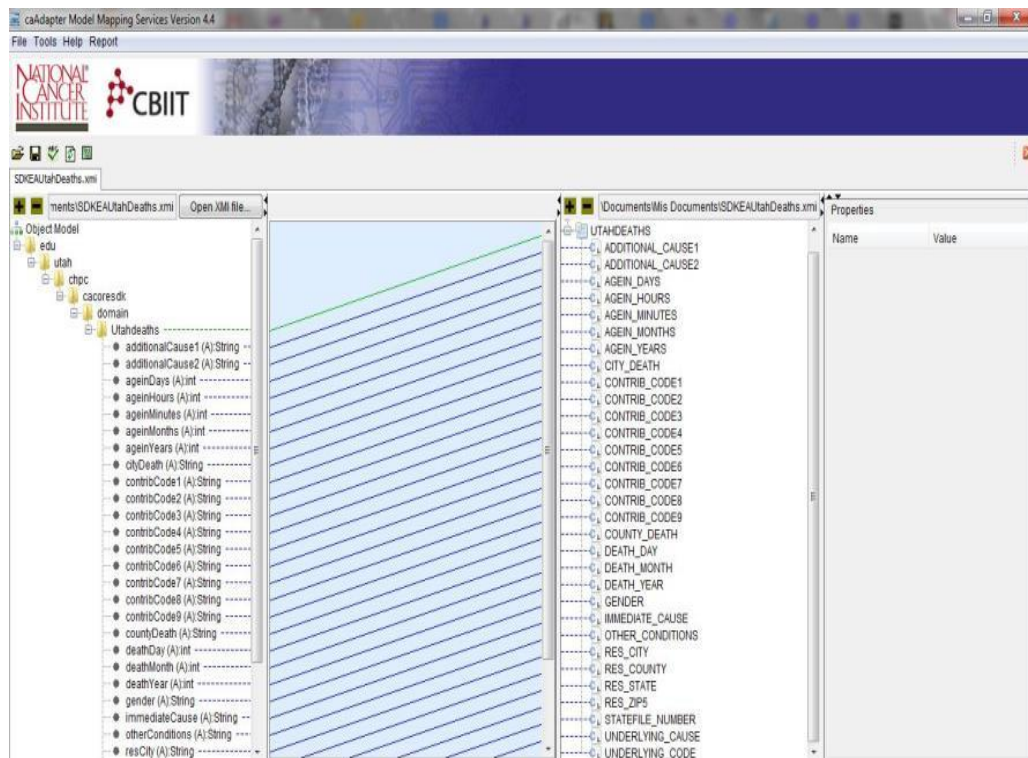 caAdapter Model Mapping Services Version 4.4
File Tools Help Report
NATIONAL
CANCER
INSTITUTE
CBIIT
SDKEAUtahDeaths.xmi
ments\SDKEAUtahDeaths.xmi
Open XMI file...
Object Model
edu
utah
chpc
cacoresdk
domain
Utahdeaths
additionalCause1 (A):String
additionalCause2 (A):String
ageinDays (A):int
ageinHours (A):int
ageinMinutes (A):int
ageinMonths (A):int
ageinYears (A):int
cityDeath (A):String
contribCode1 (A):String
contribCode2 (A):String
contribCode3 (A):String
contribCode4 (A):String
contribCode5 (A):String
contribCode6 (A):String
contribCode7 (A):String
contribCode8 (A):String
contribCode9 (A):String
countyDeath (A):String
deathDay (A):int
deathMonth (A):int
deathYear (A):int
gender (A):String
immediateCause (A):String
otherConditions (A):String
resCity (A):String
\Documents\Mis Documents\SDKEAUtahDeaths.xmi
UTAHDEATHS
ADDITIONAL_CAUSE1
ADDITIONAL_CAUSE2
AGEIN_DAYS
AGEIN_HOURS
AGEIN_MINUTES
AGEIN_MONTHS
AGEIN_YEARS
CITY_DEATH
CONTRIB_CODE1
CONTRIB_CODE2
CONTRIB_CODE3
CONTRIB_CODE4
CONTRIB_CODE5
CONTRIB_CODE6
CONTRIB_CODE7
CONTRIB_CODE8
CONTRIB_CODE9
COUNTY_DEATH
DEATH_DAY
DEATH_MONTH
DEATH_YEAR
GENDER
IMMEDIATE_CAUSE
OTHER_CONDITIONS
RES_CITY
RES_COUNTY
RES_STATE
RES_ZIP5
STATEFILE_NUMBER
UNDERLYING_CAUSE
UNDERLYING_CODE
Properties
Name Value